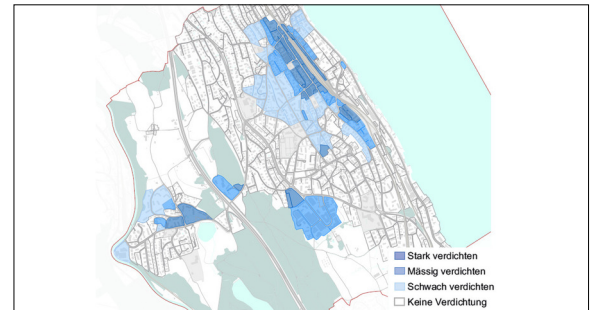 Stark verdichten
Mässig verdichten
Schwach verdichten
Keine Verdichtung